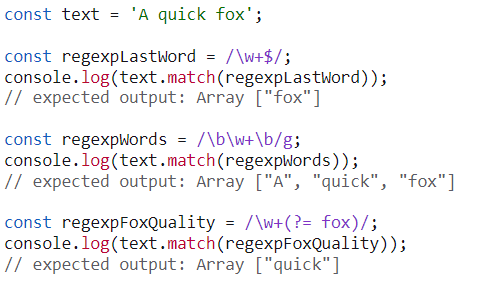 const text = 'A quick fox';
const regexpLastWord = /\w+$/;
console.log(text.match(regexpLastWord));
// expected output: Array ["fox"]
const regexpWords = /\b\w+\b/g;
console.log(text.match(regexpWords));
// expected output: Array ["A", "quick", "fox"]
const regexpFoxQuality = /\w+(?= fox)/;
console.log(text.match(regexpFoxQuality));
// expected output: Array ["quick"]